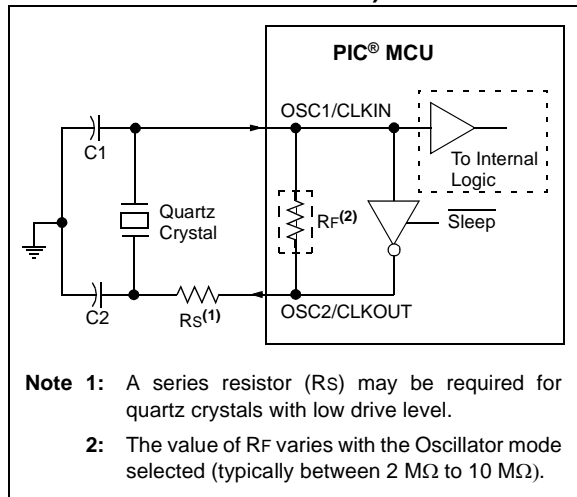 PIC® MCU
OSC1/CLKIN
C1
To Internal
Logic
Quartz
Crystal
RF(2)
Sleep
C2
RS(1)
OSC2/CLKOUT
Note 1: A series resistor (RS) may be required for
quartz crystals with low drive level.
2: The value of RF varies with the Oscillator mode
selected (typically between 2 MΩ to 10 MΩ).